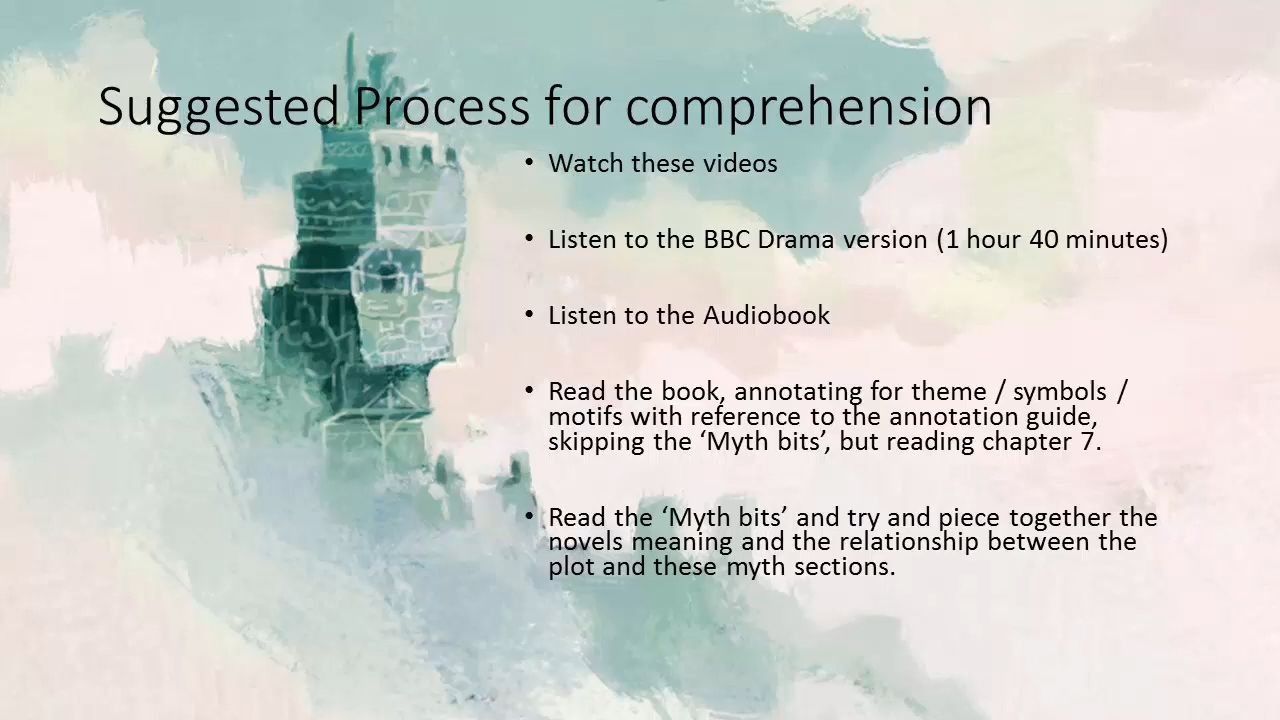 Suggested Process for comprehension
• Watch these videos
• Listen to the BBC Drama version (1 hour 40 minutes)
• Listen to the Audiobook
• Read the book, annotating for theme / symbols /
motifs with reference to the annotation guide,
skipping the ‘Myth bits’, but reading chapter 7.
• Read the ‘Myth bits’ and try and piece together the
novels meaning and the relationship between the
plot and these myth sections.